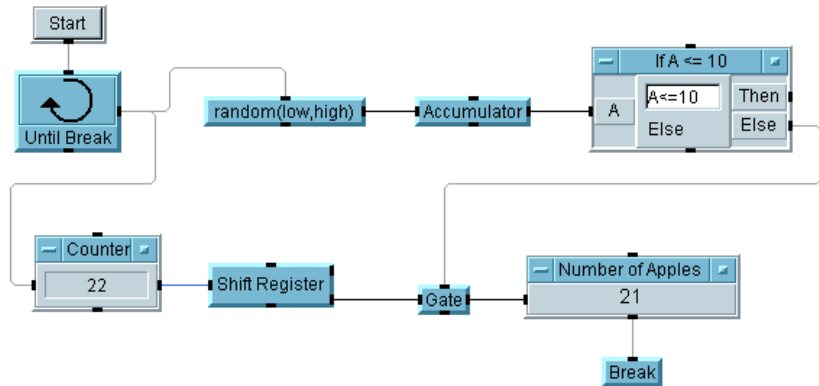 Start
Until Break
random(low,high)
Accumulator
If A <= 10
A
A<=10
Else
Then
Else
Counter
22
Shift Register
Gate
Number of Apples
21
Break